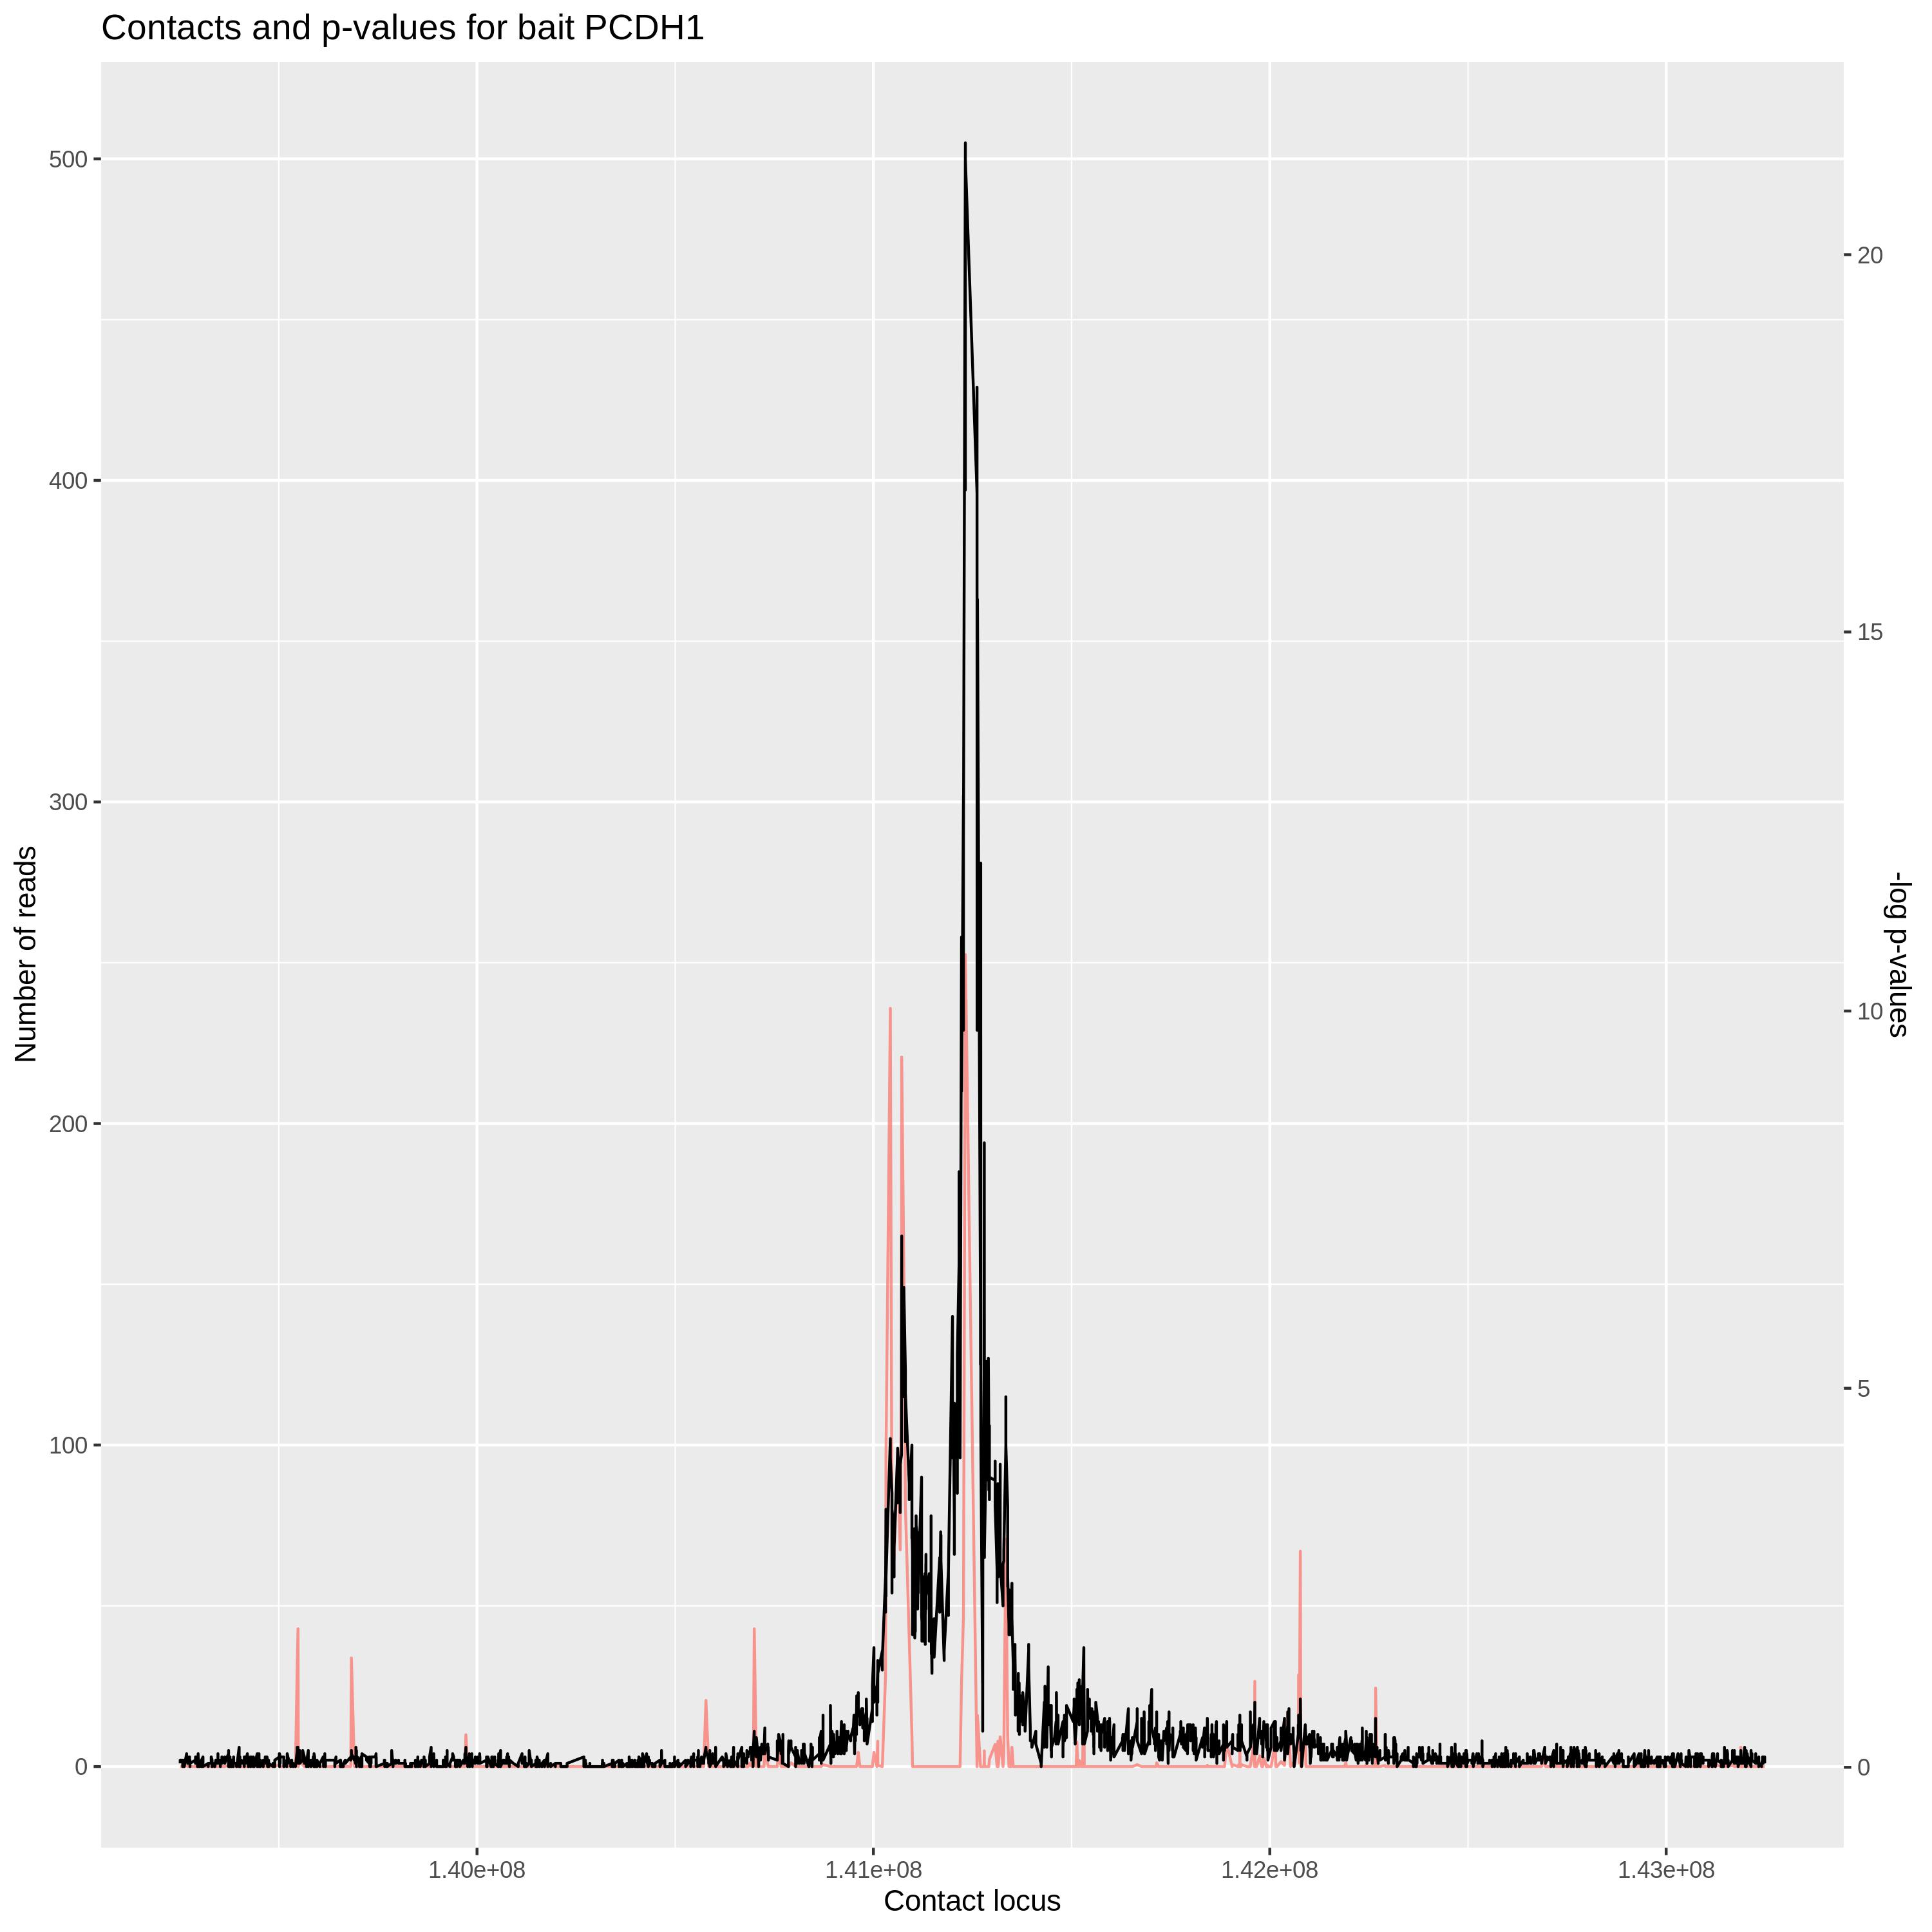 Contacts and p-values for bait PCDH1
500
400
300
200
100
0
Number of reads
20
15
10
5
0
-log p-values
1.40e+08
1.41e+08
1.42e+08
1.43e+08
Contact locus